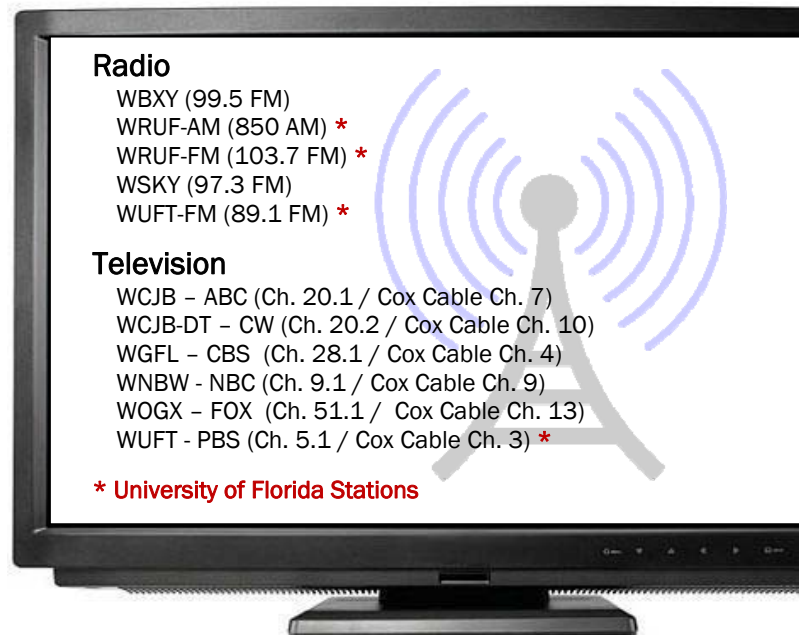 Radio
WBXY (99.5 FM)
WRUF-AM (850 AM) *
WRUF-FM (103.7 FM) *
WSKY (97.3 FM)
WUFT-FM (89.1 FM) *
Television
WCJB – ABC (Ch. 20.1 / Cox Cable Ch. 7)
WCJB-DT – CW (Ch. 20.2 / Cox Cable Ch. 10)
WGFL – CBS (Ch. 28.1 / Cox Cable Ch. 4)
WNBW - NBC (Ch. 9.1 / Cox Cable Ch. 9)
WOGX – FOX (Ch. 51.1 / Cox Cable Ch. 13)
WUFT - PBS (Ch. 5.1 / Cox Cable Ch. 3) *
* University of Florida Stations